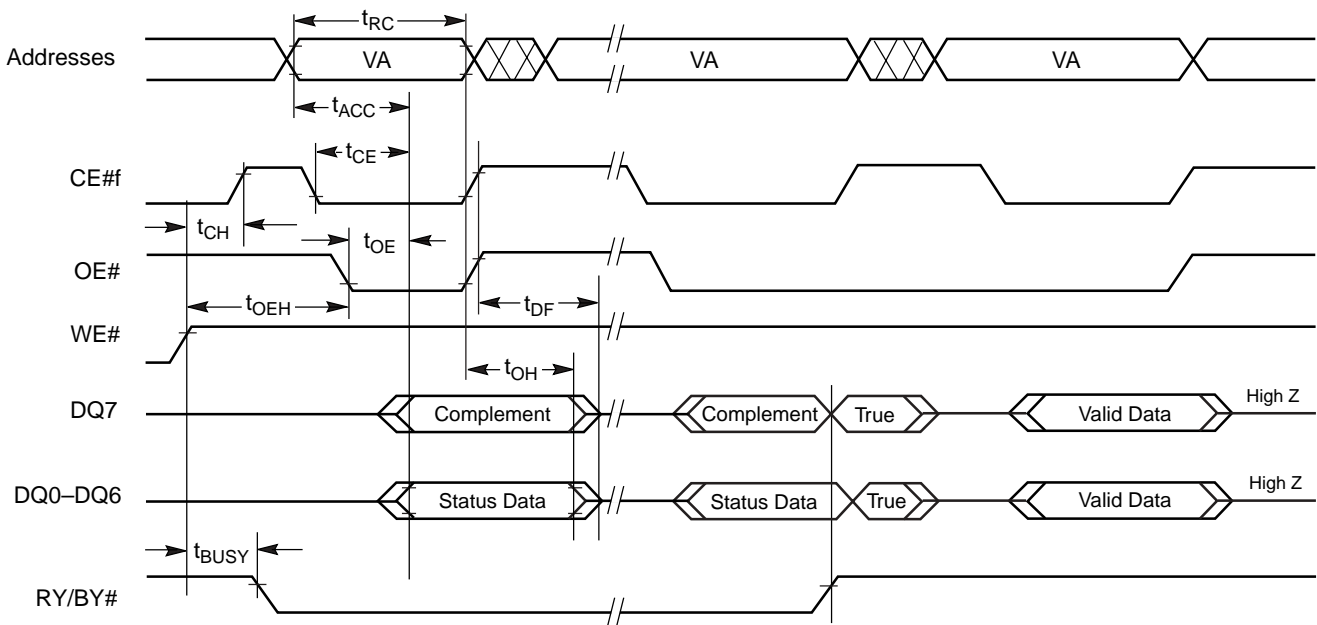 tRC
Addresses VA VA VA
tACC
tCE
CE#f
tCH tOE
OE#
tOEH tDF
WE#
tOH
DQ7 Complement Complement True Valid Data High Z
DQ0–DQ6 Status Data Status Data True Valid Data High Z
tBUSY
RY/BY#